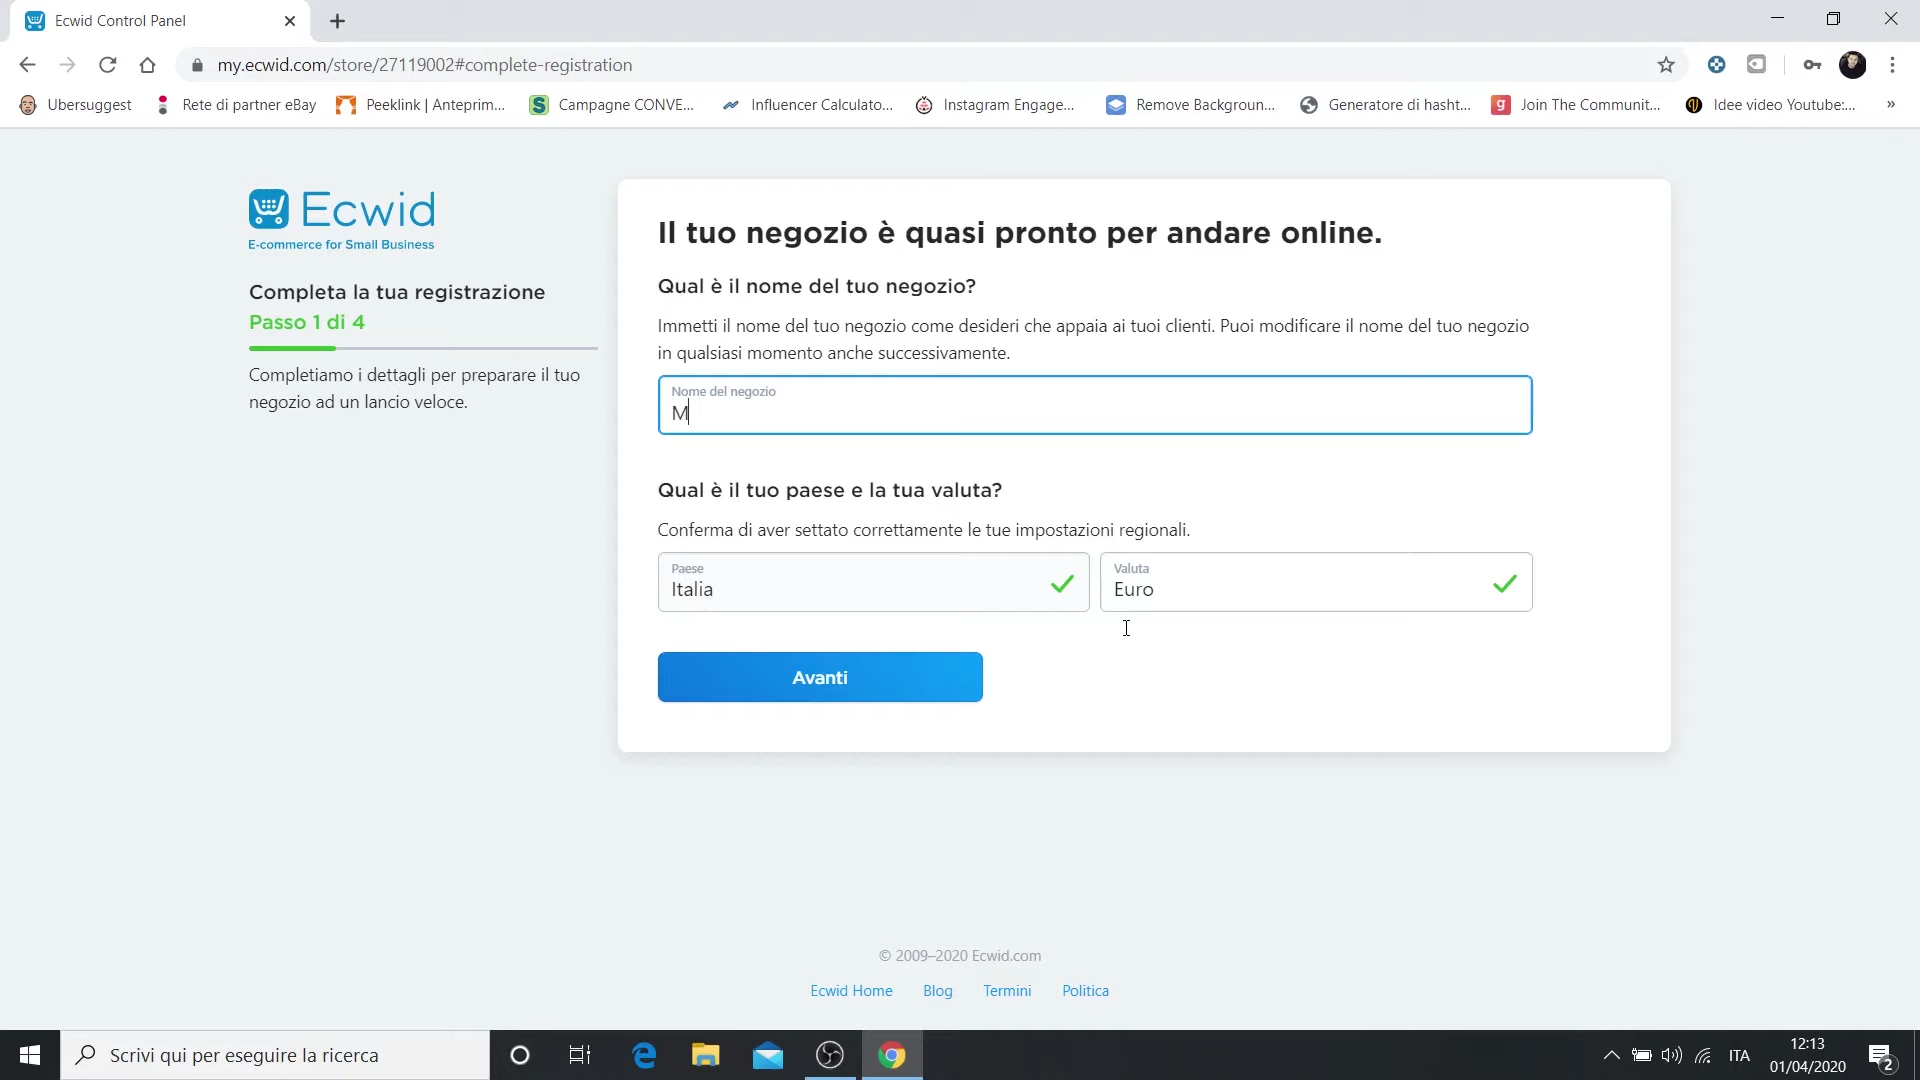 Ecwid Control Panel
my.ecwid.com/store/27119002#complete-registration
Ubersuggest
Rete di partner eBay
Peeklink | Anteprim...
Campagne CONVE...
Influencer Calculato...
Instagram Engage...
Remove Backgroun...
Generatore di hasht...
Join The Communit...
Idee video Youtube:...
»
Ecwid
E-commerce for Small Business
Completa la tua registrazione
Passo 1 di 4
Completiamo i dettagli per preparare il tuo
negozio ad un lancio veloce.
Il tuo negozio è quasi pronto per andare online.
Qual è il nome del tuo negozio?
Immetti il nome del tuo negozio come desideri che appaia ai tuoi clienti. Puoi modificare il nome del tuo negozio
in qualsiasi momento anche successivamente.
Nome del negozio
M
Qual è il tuo paese e la tua valuta?
Conferma di aver settato correttamente le tue impostazioni regionali.
Paese
Italia
Valuta
Euro
Avanti
© 2009–2020 Ecwid.com
Ecwid Home
Blog
Termini
Politica
Scrivi qui per eseguire la ricerca
ITA
12:13
01/04/2020
2